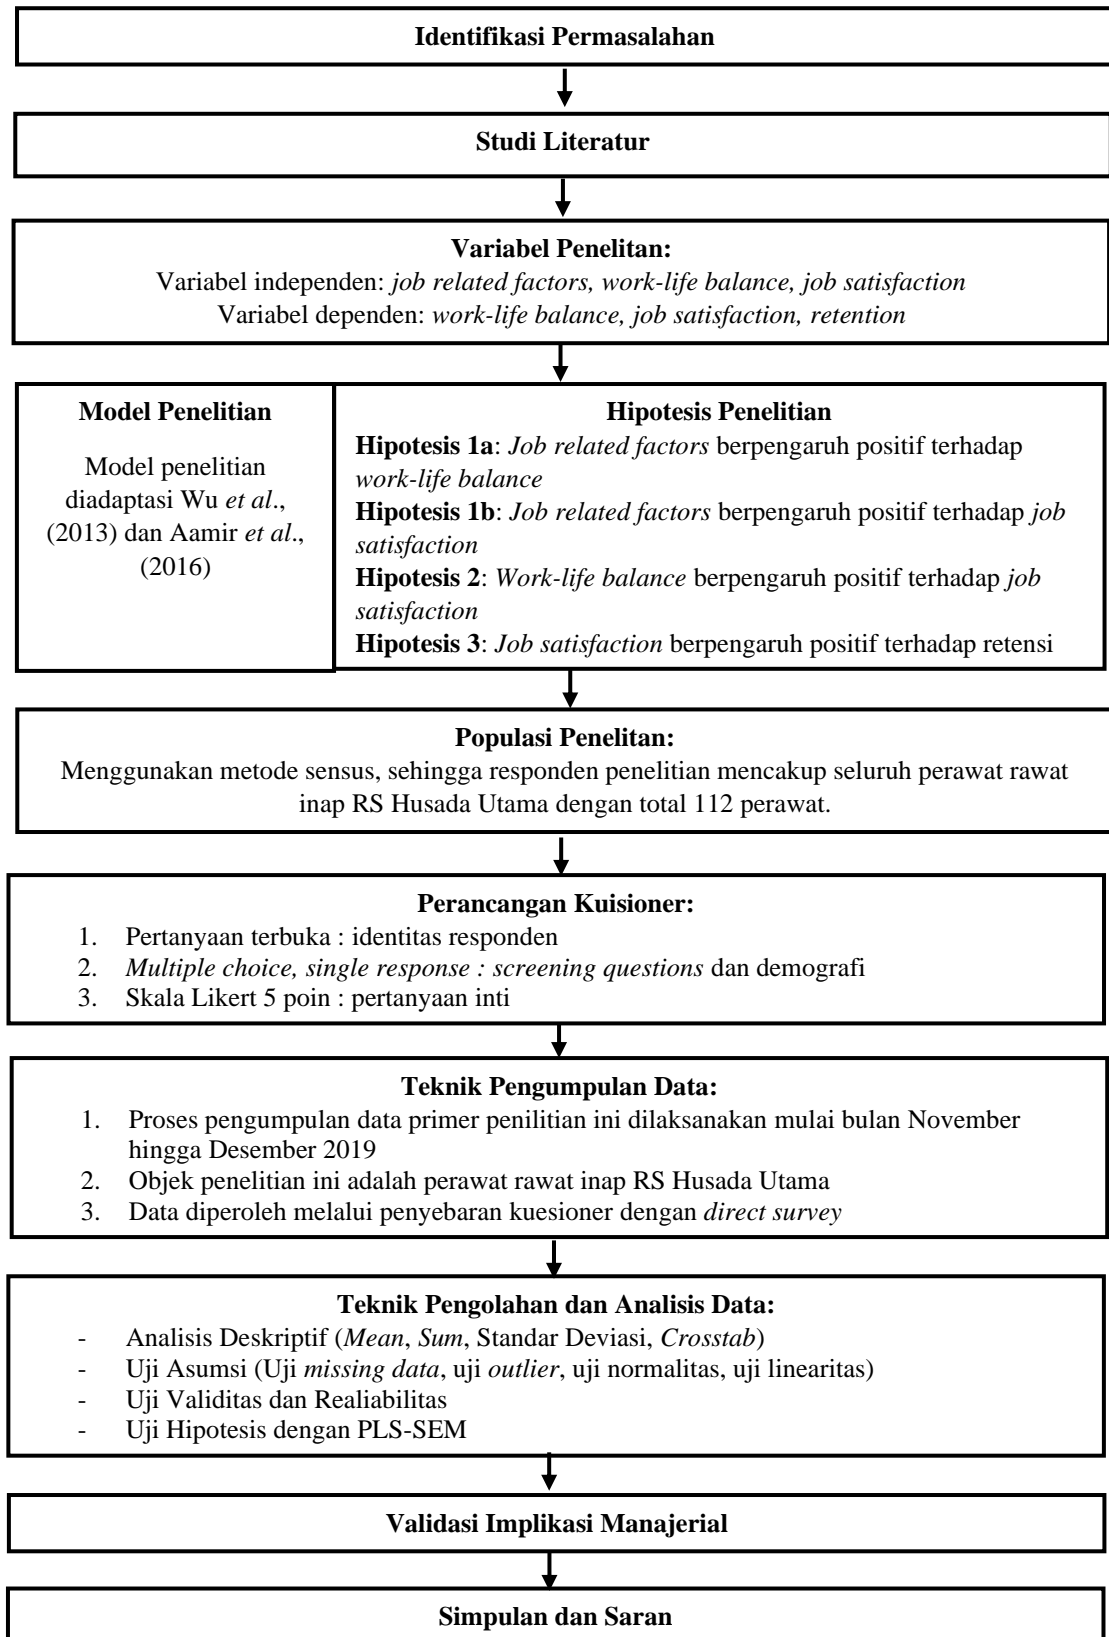 Identifikasi Permasalahan
Studi Literatur
Variabel Penelitan:
Variabel independen: job related factors, work-life balance, job satisfaction
Variabel dependen: work-life balance, job satisfaction, retention
Model Penelitian
Model penelitian
diadaptasi Wu et al.,
(2013) dan Aamir et al.,
(2016)
Hipotesis Penelitian
Hipotesis 1a: Job related factors berpengaruh positif terhadap
work-life balance
Hipotesis 1b: Job related factors berpengaruh positif terhadap job
satisfaction
Hipotesis 2: Work-life balance berpengaruh positif terhadap job
satisfaction
Hipotesis 3: Job satisfaction berpengaruh positif terhadap retensi
Populasi Penelitan:
Menggunakan metode sensus, sehingga responden penelitian mencakup seluruh perawat rawat
inap RS Husada Utama dengan total 112 perawat.
Perancangan Kuisioner:
1. Pertanyaan terbuka : identitas responden
2. Multiple choice, single response : screening questions dan demografi
3. Skala Likert 5 poin : pertanyaan inti
Teknik Pengumpulan Data:
1. Proses pengumpulan data primer penilitian ini dilaksanakan mulai bulan November
hingga Desember 2019
2. Objek penelitian ini adalah perawat rawat inap RS Husada Utama
3. Data diperoleh melalui penyebaran kuesioner dengan direct survey
Teknik Pengolahan dan Analisis Data:
- Analisis Deskriptif (Mean, Sum, Standar Deviasi, Crosstab)
- Uji Asumsi (Uji missing data, uji outlier, uji normalitas, uji linearitas)
- Uji Validitas dan Realiabilitas
- Uji Hipotesis dengan PLS-SEM
Validasi Implikasi Manajerial
Simpulan dan Saran